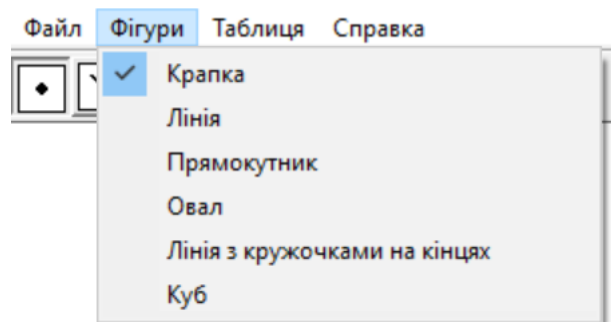 Файл Фігури Таблиця Справка
Крапка
Лінія
Прямокутник
Овал
Лінія з кружочками на кінцях
Куб